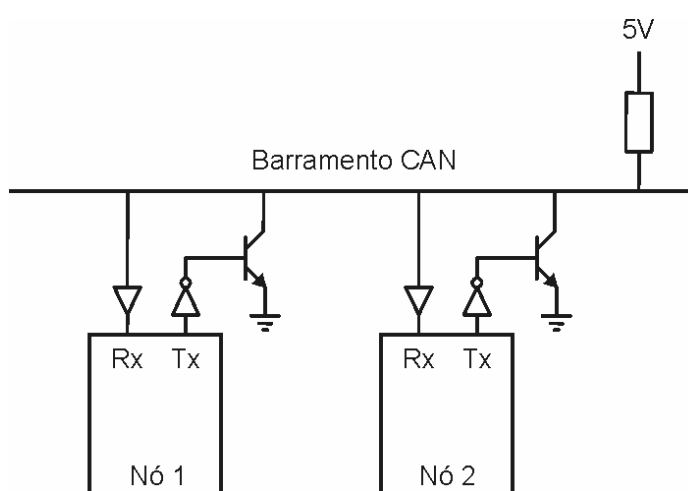 5V
Barramento CAN
Rx Tx
Rx Tx
Nó 1
Nó 2